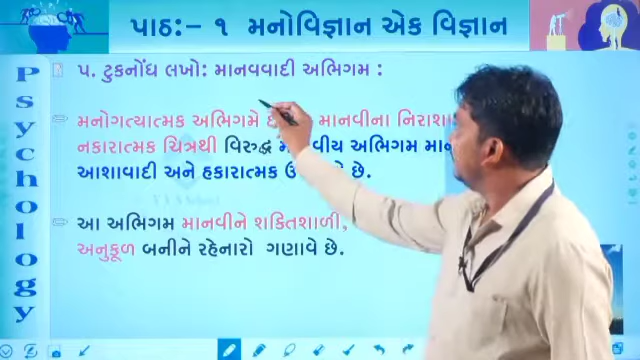 પાઠ:– ૧ મનોવિજ્ઞાન એક વિજ્ઞાન
Psychology
પ. ટુકનોંધ લખો: માનવવાદી અભિગમ :
મનોગત્યાત્મક અભિગમે માનવીના
નકારાત્મક ચિત્રથી વિરુદ્ધ અભિગમ
આશાવાદી અને હકારાત્મક છે.
આ અભિગમ માનવીને શક્તિશાળી,
અનુકૂળ બનીને રહેનારો ગણાવે છે.